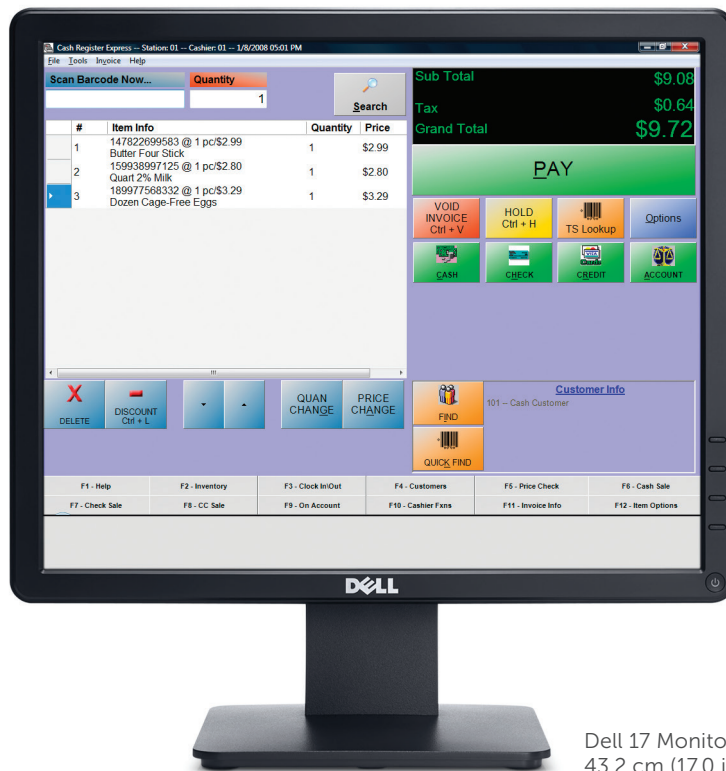 Cash Register Express -- Station: 01 -- Cashier: 01 -- 1/8/2008 05:01 PM
File Tools Invoice Help
Scan Barcode Now... Quantity
1
Search
Sub Total $9.08
Tax $0.64
Grand Total $9.72
# Item Info Quantity Price
1 147822699583 @ 1 pc/$2.99 1 $2.99
Butter Four Stick
2 159938997125 @ 1 pc/$2.80 1 $2.80
Quart 2% Milk
3 189977568332 @ 1 pc/$3.29 1 $3.29
Dozen Cage-Free Eggs
PAY
VOID
INVOICE
Ctrl + V
HOLD
Ctrl + H
TS Lookup
Options
CASH
CHECK
VISA
CREDIT
ACCOUNT
DELETE
DISCOUNT
Ctrl + L
QUAN
CHANGE
PRICE
CHANGE
FIND
QUICK FIND
Customer Info
101 -- Cash Customer
F1 - Help F2 - Inventory F3 - Clock In\Out F4 - Customers F5 - Price Check F6 - Cash Sale
F7 - Check Sale F8 - CC Sale F9 - On Account F10 - Cashier Fxns F11 - Invoice Info F12 - Item Options
DELL
Dell 17 Monito
43.2 cm (17.0 i